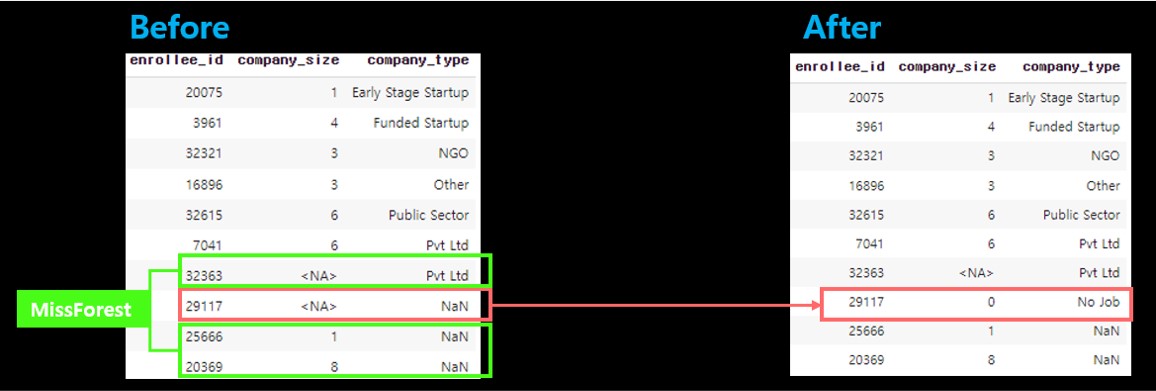 Before
enrollee_id company_size company_type
20075 1 Early Stage Startup
3961 4 Funded Startup
32321 3 NGO
16896 3 Other
32615 6 Public Sector
7041 6 Pvt Ltd
32363 <NA> Pvt Ltd
29117 <NA> NaN
25666 1 NaN
20369 8 NaN
MissForest
After
enrollee_id company_size company_type
20075 1 Early Stage Startup
3961 4 Funded Startup
32321 3 NGO
16896 3 Other
32615 6 Public Sector
7041 6 Pvt Ltd
32363 <NA> Pvt Ltd
29117 0 No Job
25666 1 NaN
20369 8 NaN